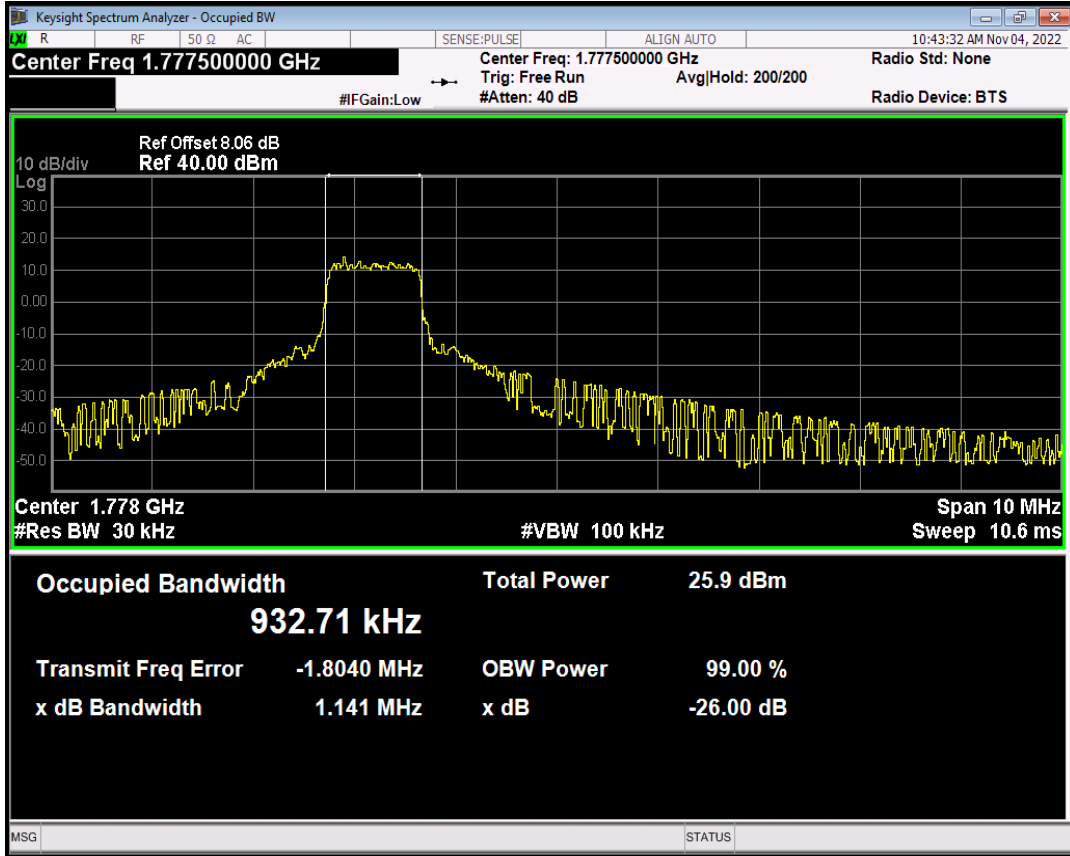 Keysight Spectrum Analyzer - Occupied BW
LXI R RF 50 Ω AC SENSE:PULSE ALIGN AUTO 10:43:32 AM Nov 04, 2022
Center Freq 1.777500000 GHz
Center Freq: 1.777500000 GHz Radio Std: None
Trig: Free Run Avg|Hold: 200/200
#IFGain:Low #Atten: 40 dB Radio Device: BTS
Ref Offset 8.06 dB
10 dB/div Ref 40.00 dBm
Log
30.0
20.0
10.0
0.00
-10.0
-20.0
-30.0
-40.0
-50.0
Center 1.778 GHz Span 10 MHz
#Res BW 30 kHz #VBW 100 kHz Sweep 10.6 ms
Occupied Bandwidth Total Power 25.9 dBm
932.71 kHz
Transmit Freq Error -1.8040 MHz OBW Power 99.00 %
x dB Bandwidth 1.141 MHz x dB -26.00 dB
MSG STATUS